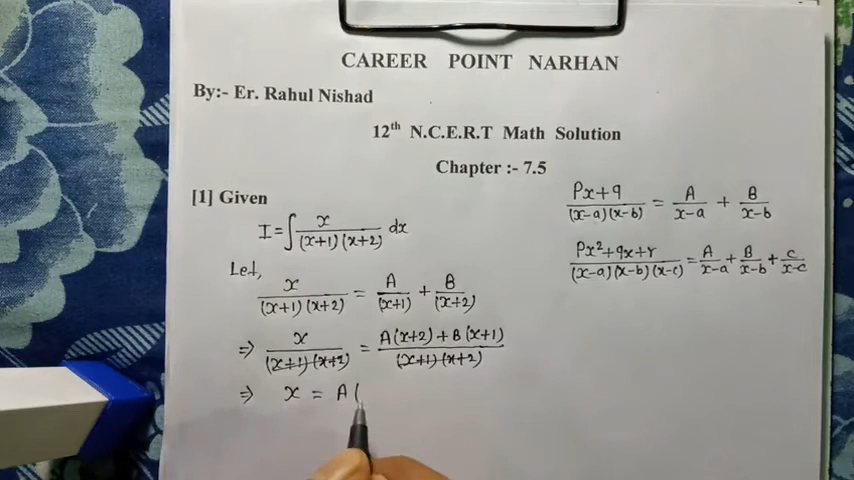 CAREER POINT NARHAN
By:- Er. Rahul Nishad
12th N.C.E.R.T Math Solution
Chapter :- 7.5
[1] Given
I = ∫ x/((x+1)(x+2)) dx
Let,
x/((x+1)(x+2)) = A/(x+1) + B/(x+2)
⇒ x/((x+1)(x+2)) = (A(x+2)+B(x+1))/((x+1)(x+2))
⇒ x = A(
(Px+q)/((x-a)(x-b)) = A/(x-a) + B/(x-b)
(Px²+qx+r)/((x-a)(x-b)(x-c)) = A/(x-a) + B/(x-b) + C/(x-c)